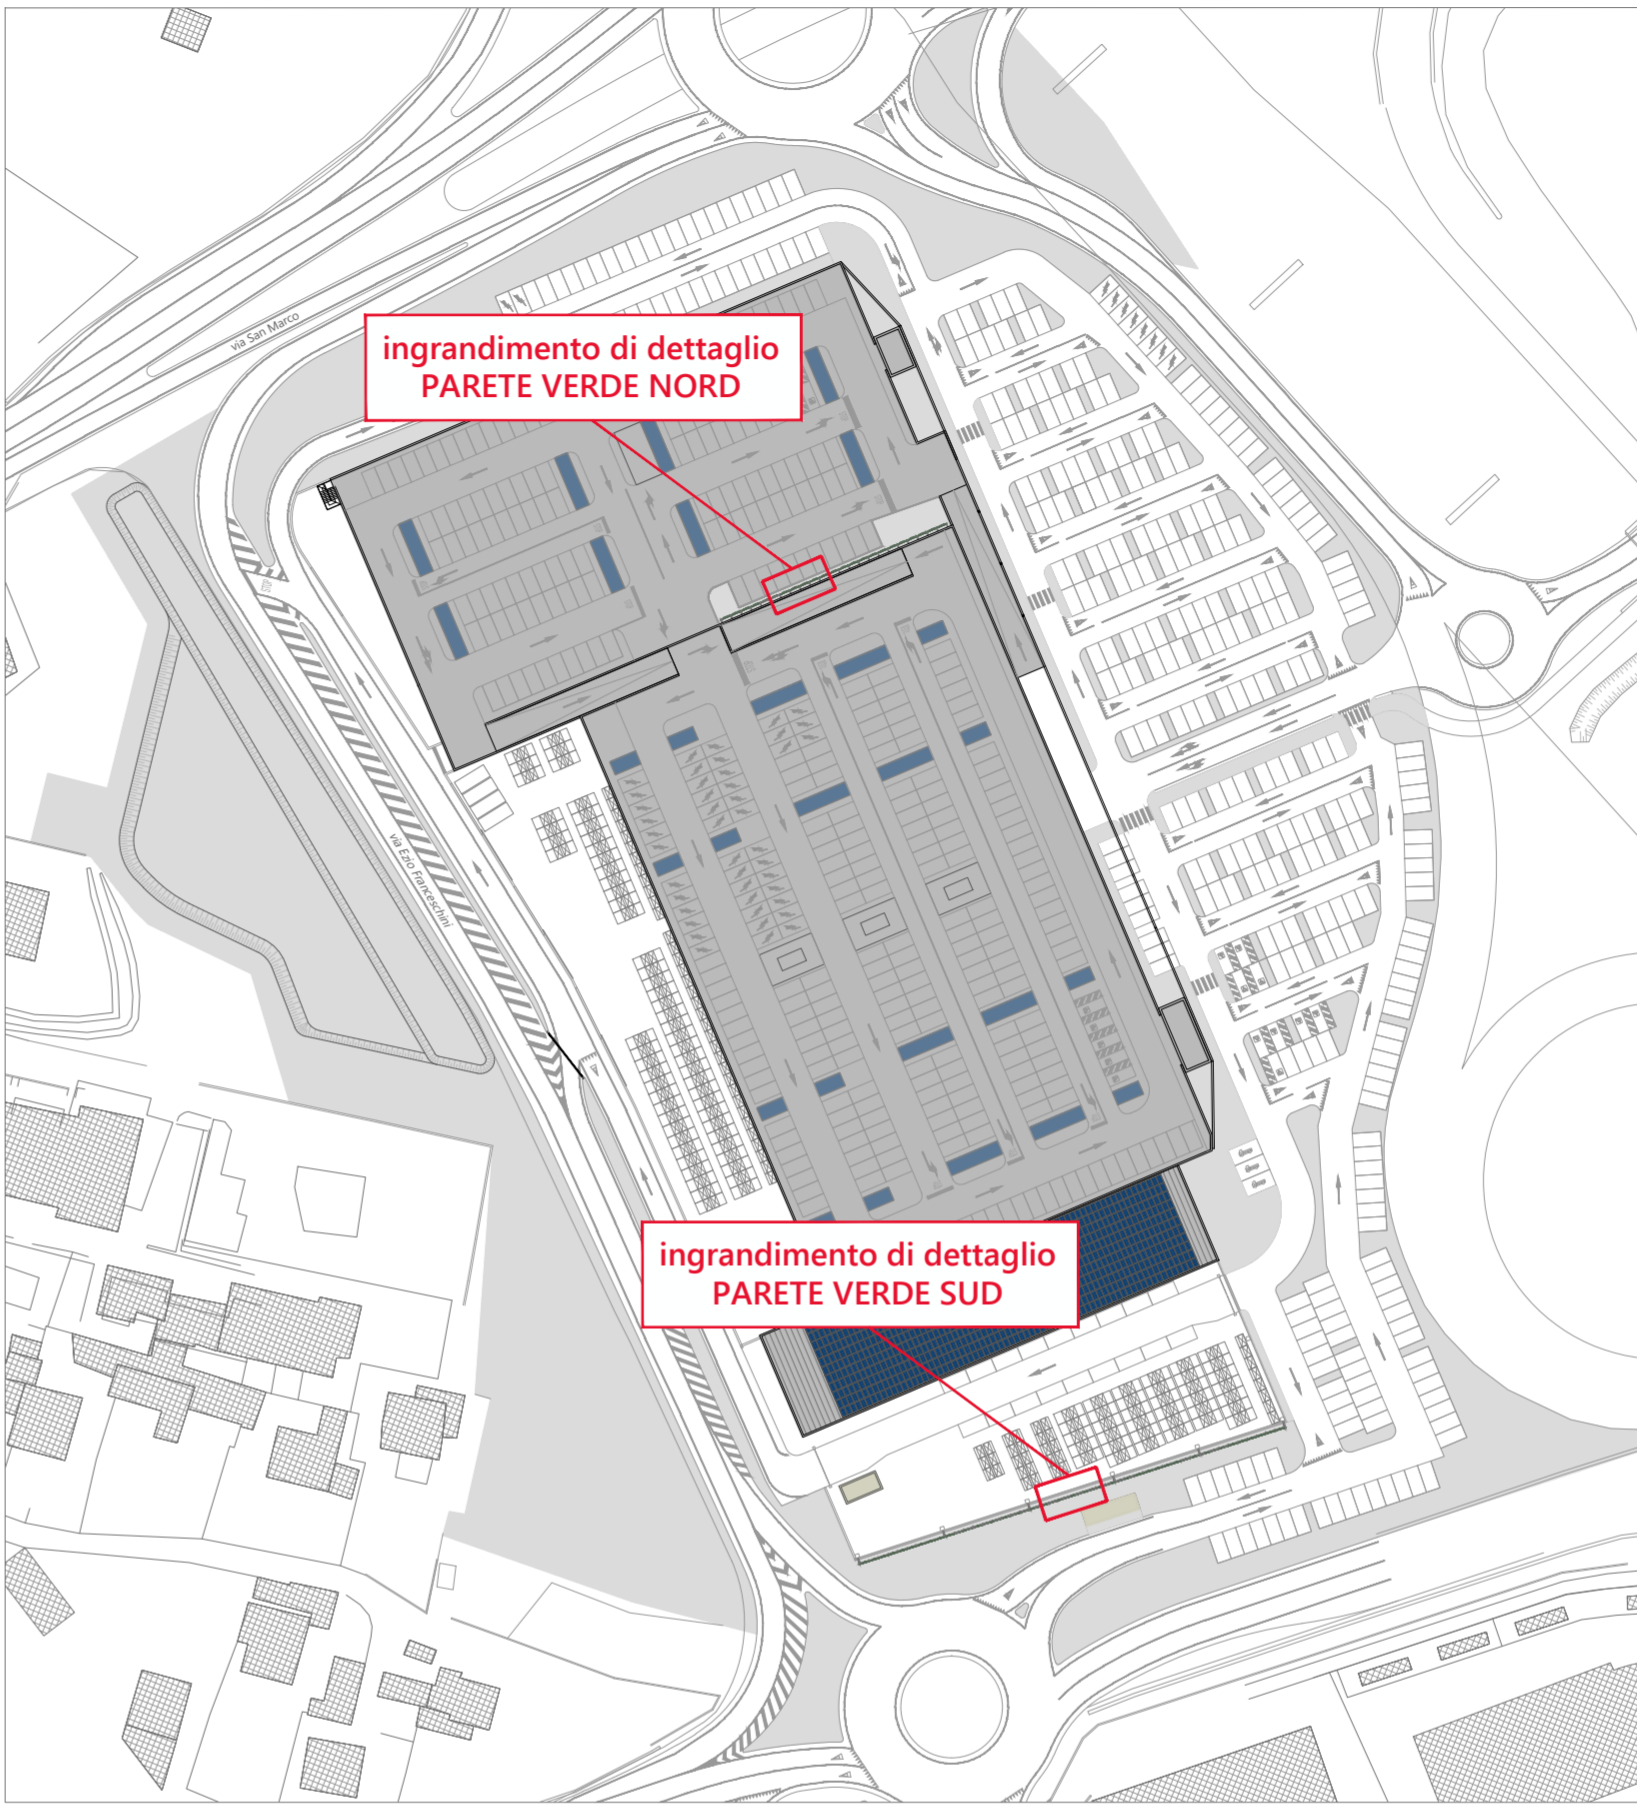 via San Marco
ingrandimento di dettaglio
PARETE VERDE NORD
via Ezio Franceschini
ingrandimento di dettaglio
PARETE VERDE SUD